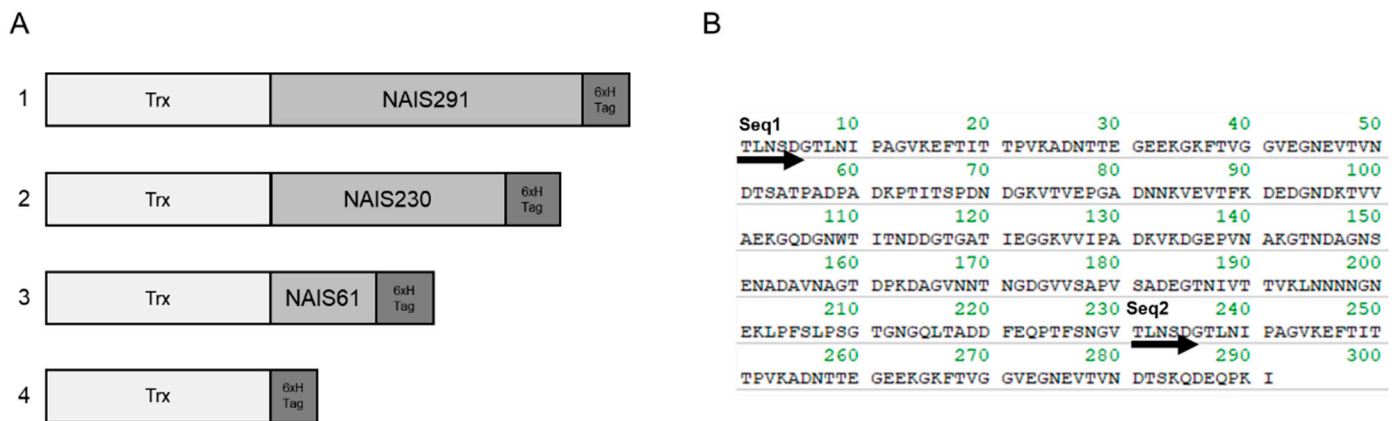 A
B
1
Trx
NAIS291
6xH
Tag
2
Trx
NAIS230
6xH
Tag
3
Trx
NAIS61
6xH
Tag
4
Trx
6xH
Tag
Seq1 10 20 30 40 50
TLNSDGTLNI PAGVKEFTIT TPVKADNTTE GEEKGKFTVG GVEGNEVTVN
60 70 80 90 100
DTSATPADPA DKPTITSPDN DGKVTVEPGA DNNKVEVTFK DEDGNDKTVV
110 120 130 140 150
AEKGQDGNWT ITNDDGTGAT IEGGKVVIPA DKVKDGEPVN AKGTNDAGNS
160 170 180 190 200
ENADAVNAGT DPKDAGVNNT NGDGVVSAPV SADEGTNIVT TVKLNNNNGN
210 220 230 Seq2 240 250
EKLPFSLPSG TGNGQLTADD FEQPTFSNGV TLNSDGTLNI PAGVKEFTIT
260 270 280 290 300
TPVKADNTTE GEEKGKFTVG GVEGNEVTVN DTSKQDEQPK I